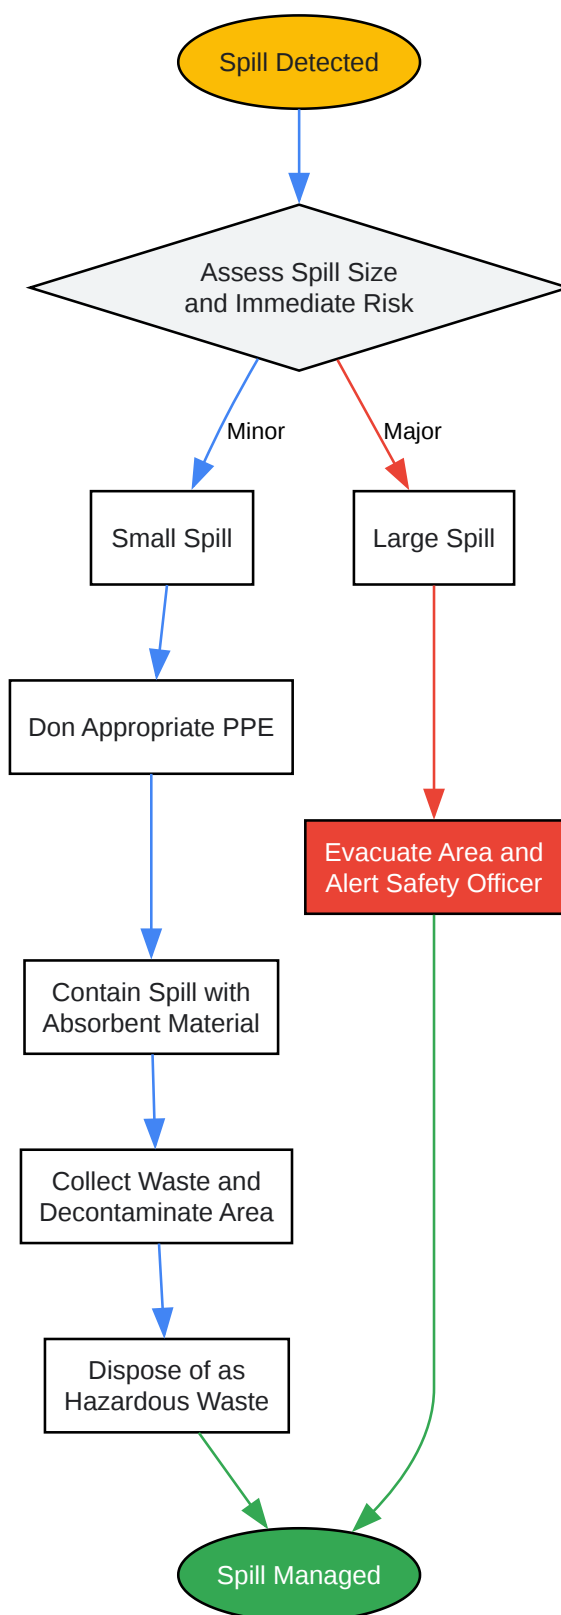 Spill Detected
Assess Spill Size
and Immediate Risk
Minor
Major
Small Spill
Large Spill
Don Appropriate PPE
Evacuate Area and
Alert Safety Officer
Contain Spill with
Absorbent Material
Collect Waste and
Decontaminate Area
Dispose of as
Hazardous Waste
Spill Managed